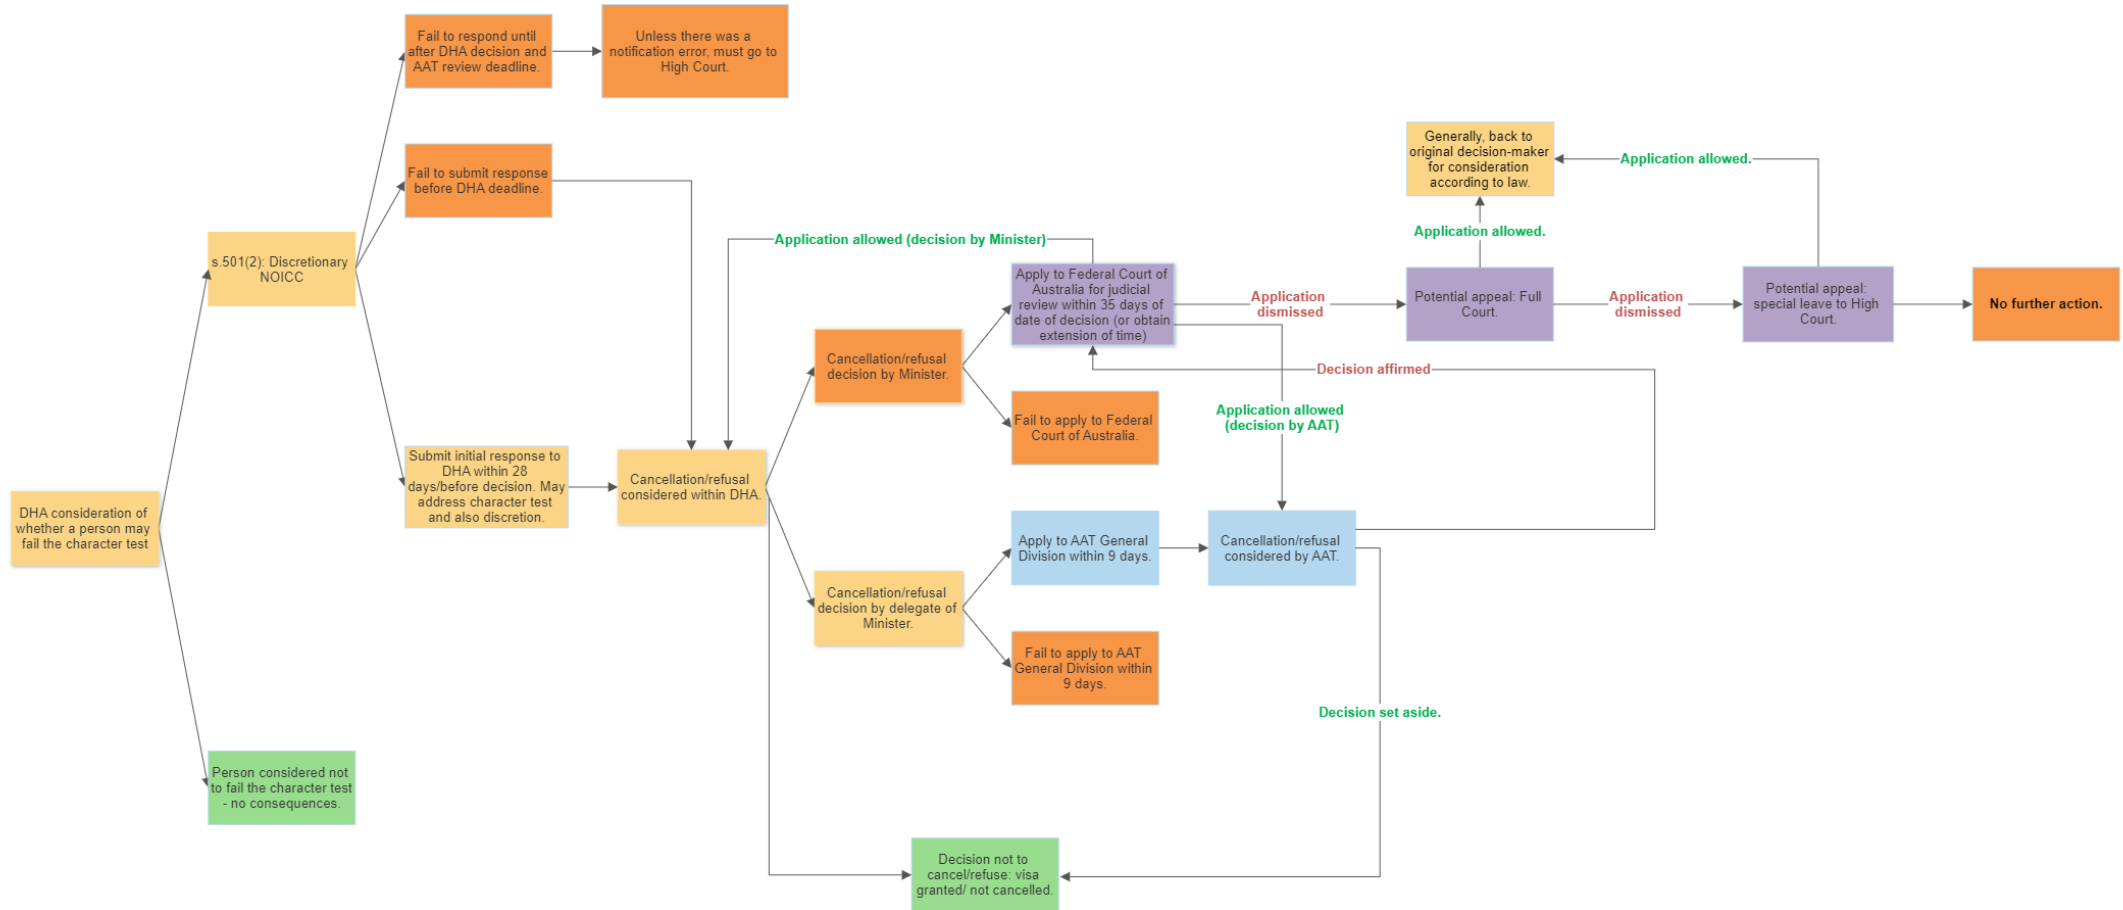 Fail to respond until
after DHA decision and
AAT review deadline.
Unless there was a
notification error, must go to
High Court.
Fail to submit response
before DHA deadline.
Generally, back to
original decision-maker
for consideration
according to law.
Application allowed.
Application allowed.
s.501(2): Discretionary
NOICC
Application allowed (decision by Minister)
Apply to Federal Court of
Australia for judicial
review within 35 days of
date of decision (or obtain
extension of time)
Application
dismissed
Potential appeal: Full
Court.
Application
dismissed
Potential appeal:
special leave to High
Court.
No further action.
Cancellation/refusal
decision by Minister.
Decision affirmed
Fail to apply to Federal
Court of Australia.
Application allowed
(decision by AAT)
Submit initial response to
DHA within 28
days/before decision. May
address character test
and also discretion.
Cancellation/refusal
considered within DHA.
DHA consideration of
whether a person may
fail the character test
Apply to AAT General
Division within 9 days.
Cancellation/refusal
considered by AAT.
Cancellation/refusal
decision by delegate of
Minister.
Fail to apply to AAT
General Division within
9 days.
Decision set aside.
Person considered not
to fail the character test
- no consequences.
Decision not to
cancel/refuse: visa
granted/ not cancelled.